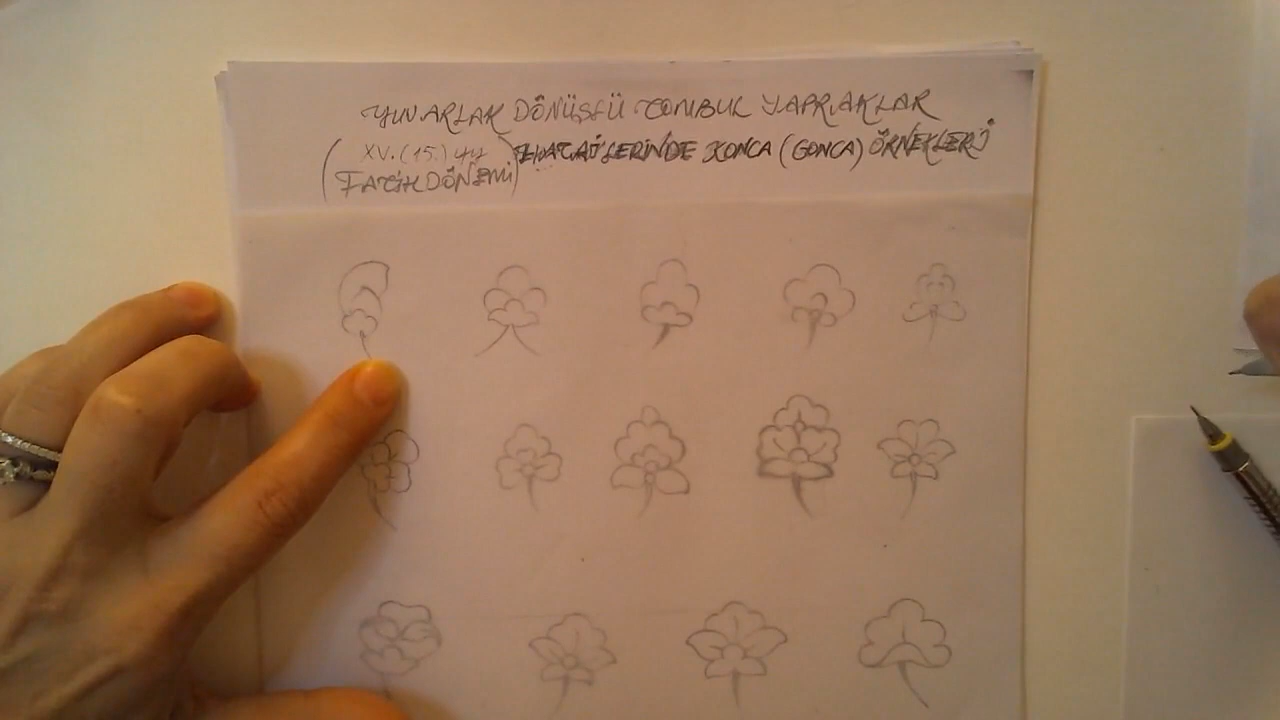 YUVARLAK DÖNÜŞLÜ TOMBUL YAPRAKLAR
(XV. (15.) yy HATAİLERİNDE KONCA (GONCA) ÖRNEKLERİ
FATİH DÖNEMİ)